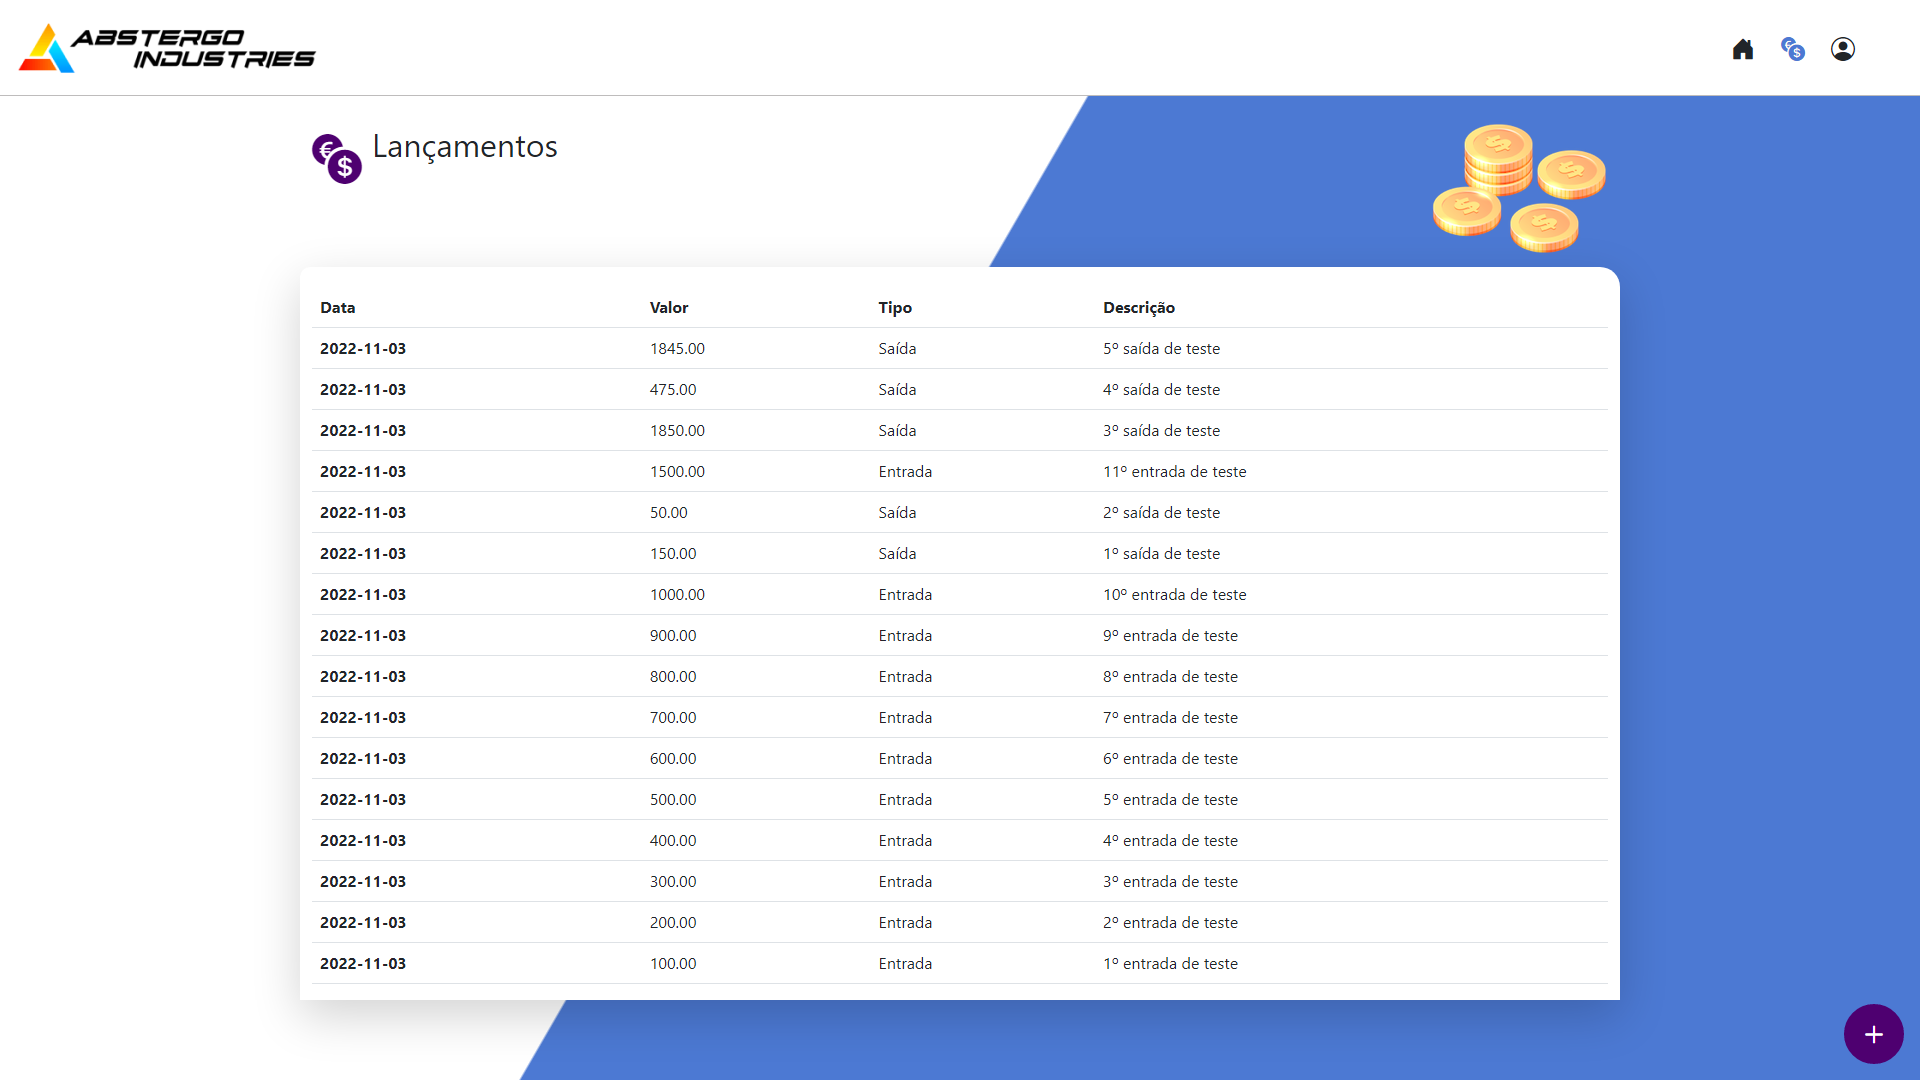 ABSTERGO
INDUSTRIES
Lançamentos
Data Valor Tipo Descrição
2022-11-03 1845.00 Saída 5º saída de teste
2022-11-03 475.00 Saída 4º saída de teste
2022-11-03 1850.00 Saída 3º saída de teste
2022-11-03 1500.00 Entrada 11º entrada de teste
2022-11-03 50.00 Saída 2º saída de teste
2022-11-03 150.00 Saída 1º saída de teste
2022-11-03 1000.00 Entrada 10º entrada de teste
2022-11-03 900.00 Entrada 9º entrada de teste
2022-11-03 800.00 Entrada 8º entrada de teste
2022-11-03 700.00 Entrada 7º entrada de teste
2022-11-03 600.00 Entrada 6º entrada de teste
2022-11-03 500.00 Entrada 5º entrada de teste
2022-11-03 400.00 Entrada 4º entrada de teste
2022-11-03 300.00 Entrada 3º entrada de teste
2022-11-03 200.00 Entrada 2º entrada de teste
2022-11-03 100.00 Entrada 1º entrada de teste